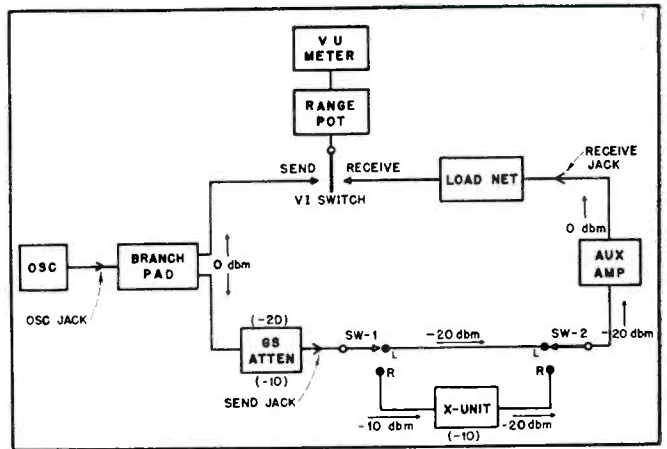 VU
METER
RANGE
POT
SEND
RECEIVE
VI SWITCH
LOAD NET
RECEIVE
JACK
OSC
OSC JACK
BRANCH
PAD
0 dbm
0 dbm
AUX
AMP
(-20)
GS
ATTEN
(-10)
SEND JACK
SW-1
L
R
-20 dbm
SW-2
L
R
-20 dbm
-10 dbm
X-UNIT
(-10)
-20 dbm